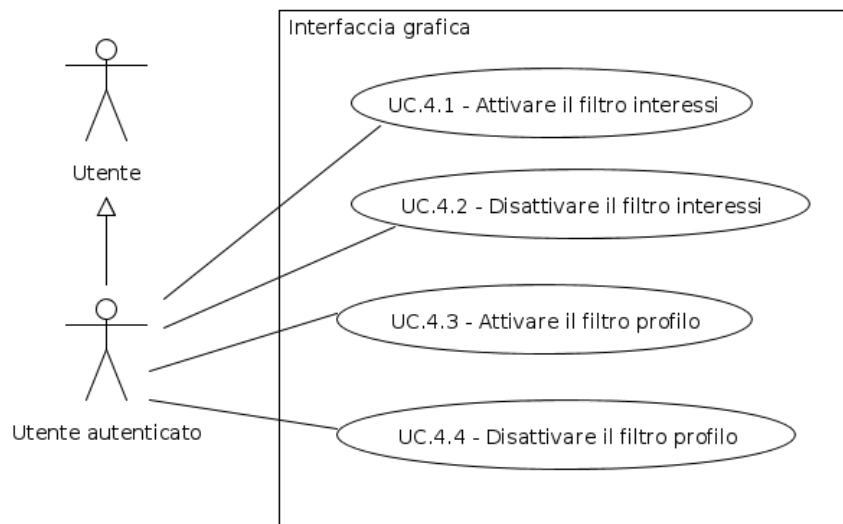 Interfaccia grafica
UC.4.1 - Attivare il filtro interessi
Utente
UC.4.2 - Disattivare il filtro interessi
UC.4.3 - Attivare il filtro profilo
Utente autenticato
UC.4.4 - Disattivare il filtro profilo